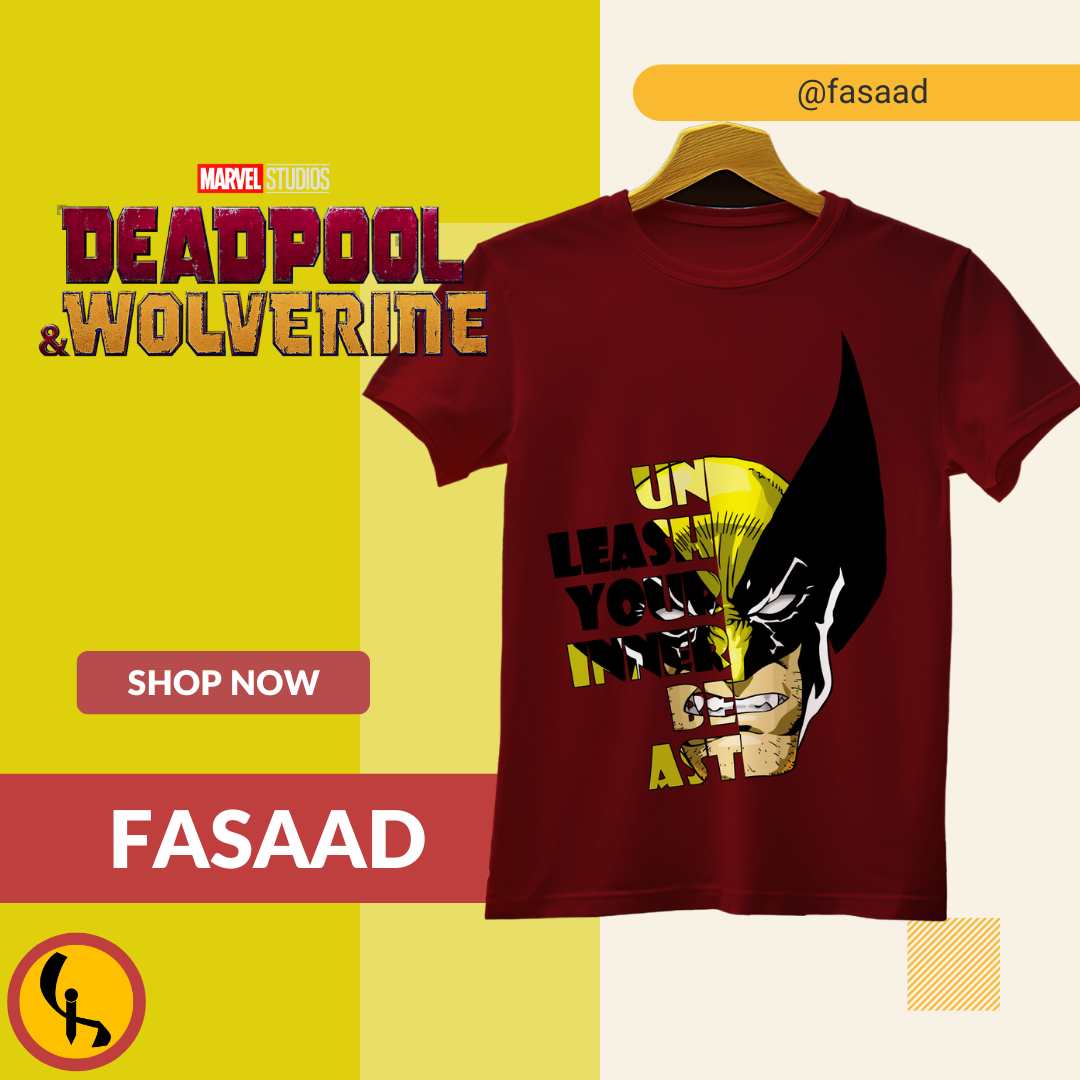 @fasaad
MARVEL STUDIOS
DEADPOOL
&WOLVERINE
UN
LEASH
YOUR
INNER
BE
AST
SHOP NOW
FASAAD